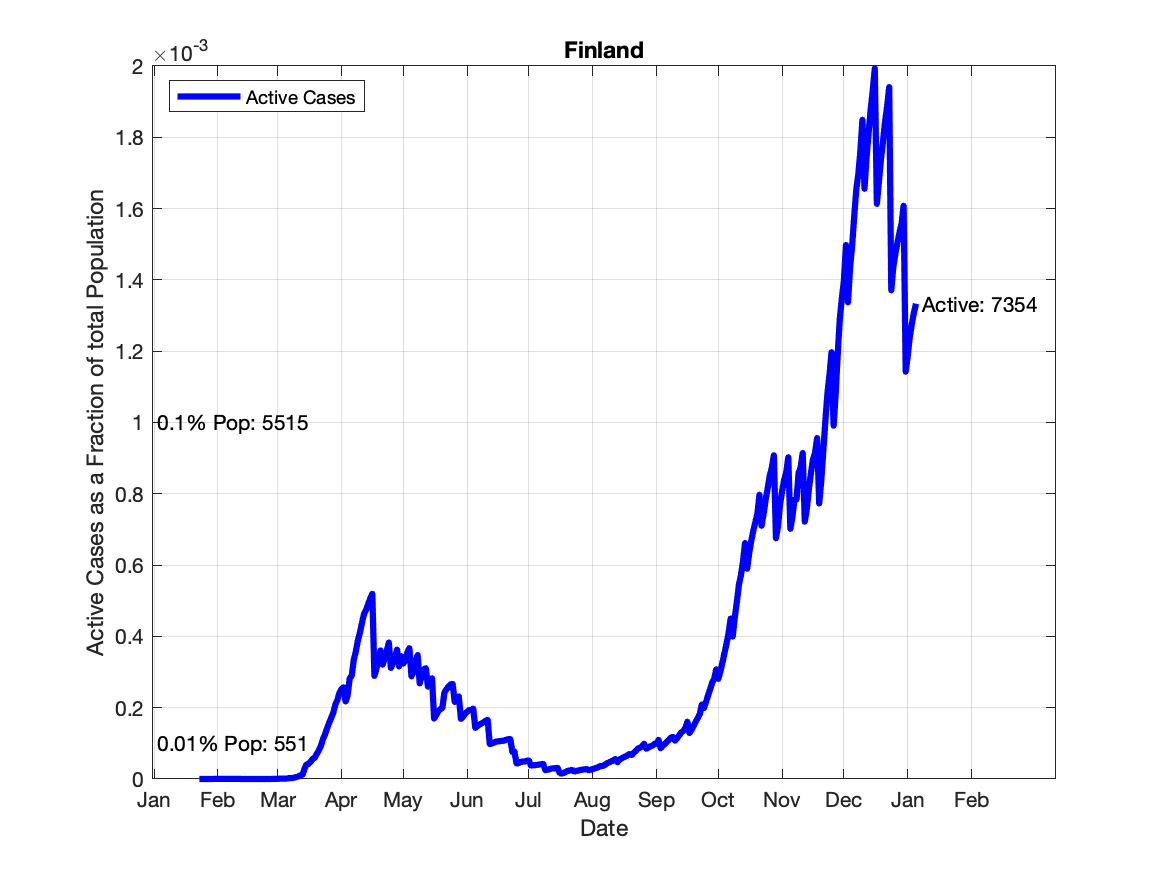 Finland
×10-3
Active Cases
2
1.8
1.6
1.4
1.2
1
0.8
0.6
0.4
0.2
0
Active Cases as a Fraction of total Population
Active: 7354
0.1% Pop: 5515
0.01% Pop: 551
Jan Feb Mar Apr May Jun Jul Aug Sep Oct Nov Dec Jan Feb
Date